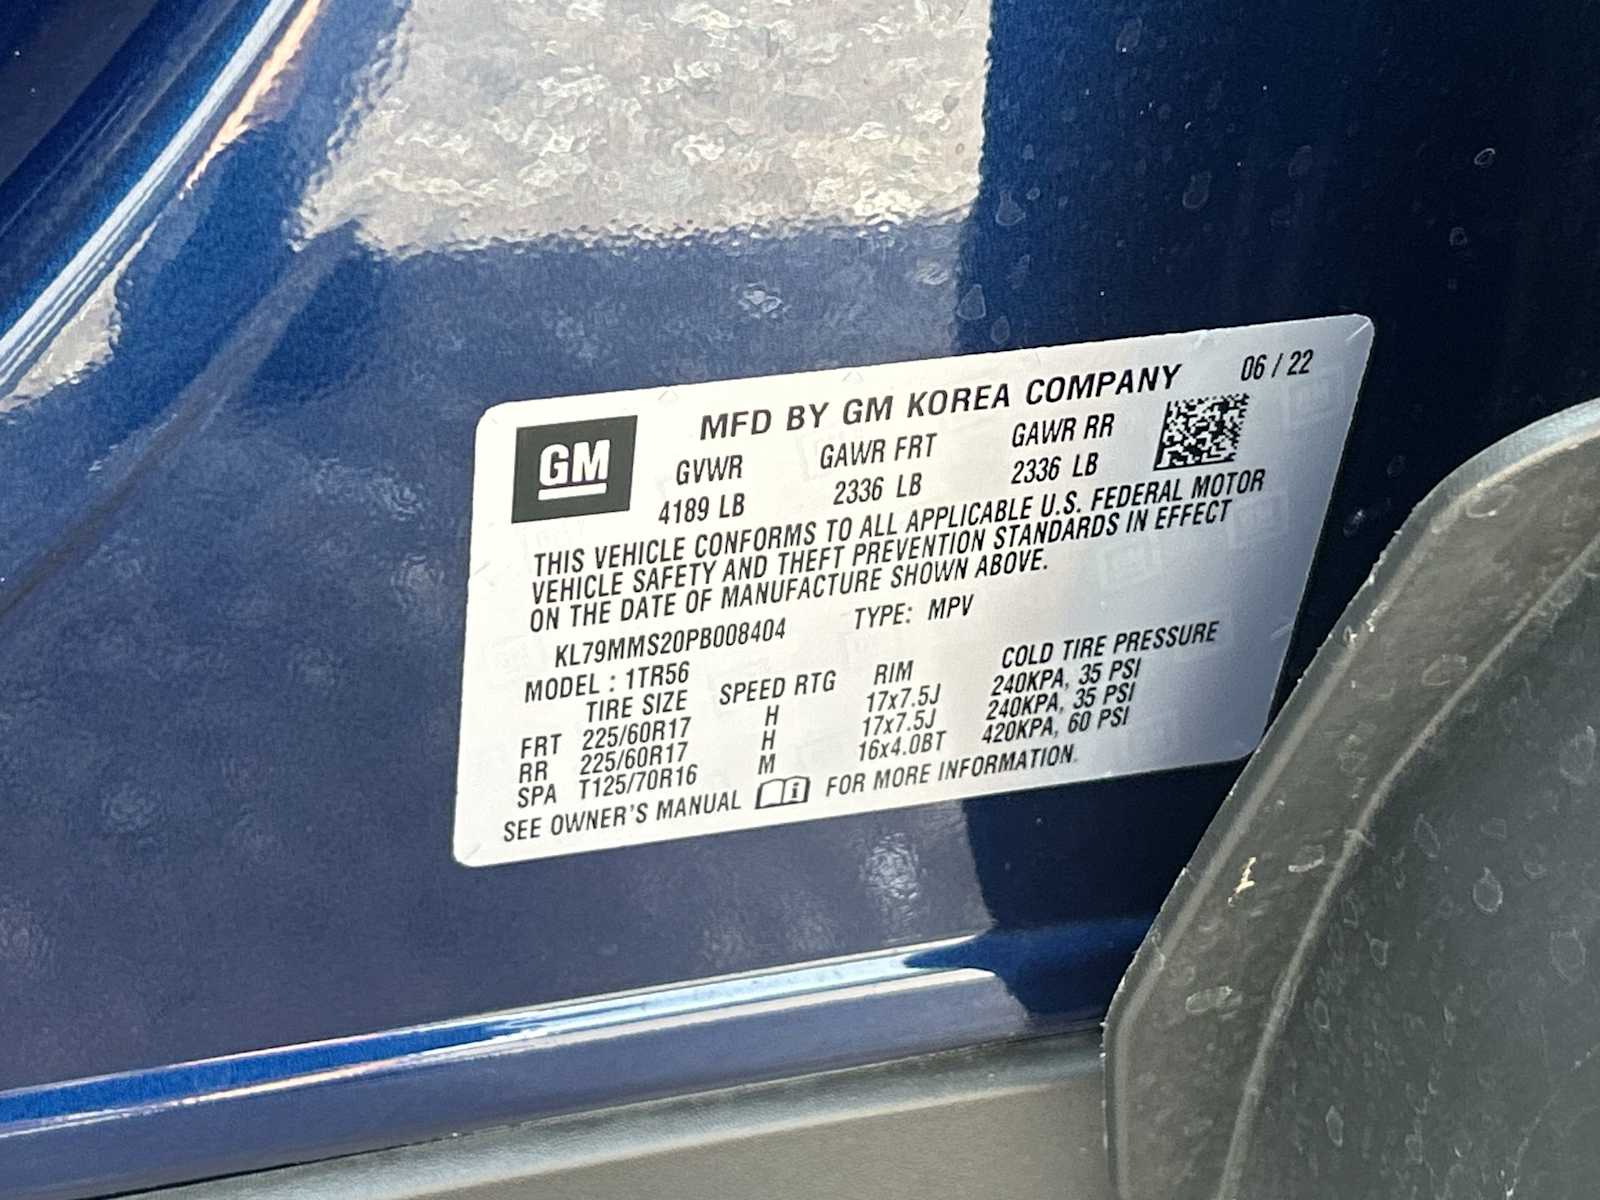 MFD BY GM KOREA COMPANY 06 / 22
GM
GVWR GAWR FRT GAWR RR
4189 LB 2336 LB 2336 LB
THIS VEHICLE CONFORMS TO ALL APPLICABLE U.S. FEDERAL MOTOR
VEHICLE SAFETY AND THEFT PREVENTION STANDARDS IN EFFECT
ON THE DATE OF MANUFACTURE SHOWN ABOVE.
KL79MMS20PB008404 TYPE: MPV
MODEL : 1TR56
TIRE SIZE SPEED RTG RIM COLD TIRE PRESSURE
FRT 225/60R17 H 17x7.5J 240KPA, 35 PSI
RR 225/60R17 H 17x7.5J 240KPA, 35 PSI
SPA T125/70R16 M 16x4.0BT 420KPA, 60 PSI
SEE OWNER'S MANUAL i FOR MORE INFORMATION.